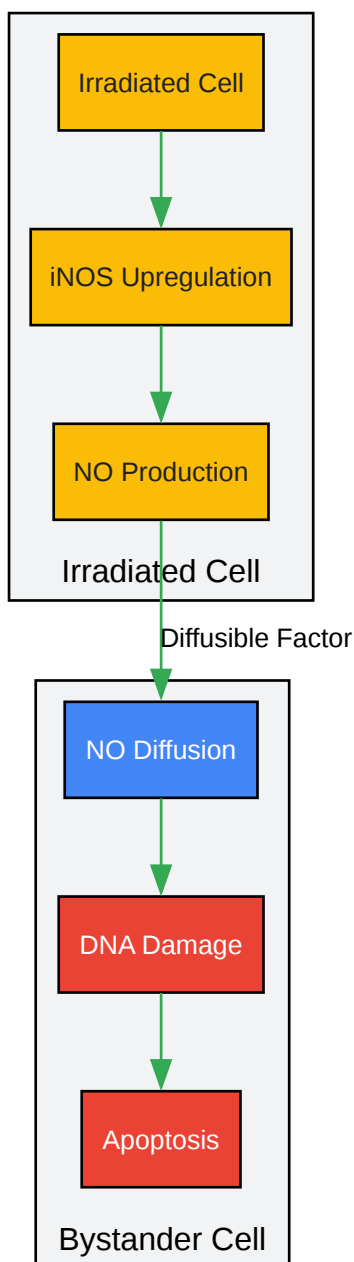 Irradiated Cell
iNOS Upregulation
NO Production
Irradiated Cell
Diffusible Factor
NO Diffusion
DNA Damage
Apoptosis
Bystander Cell